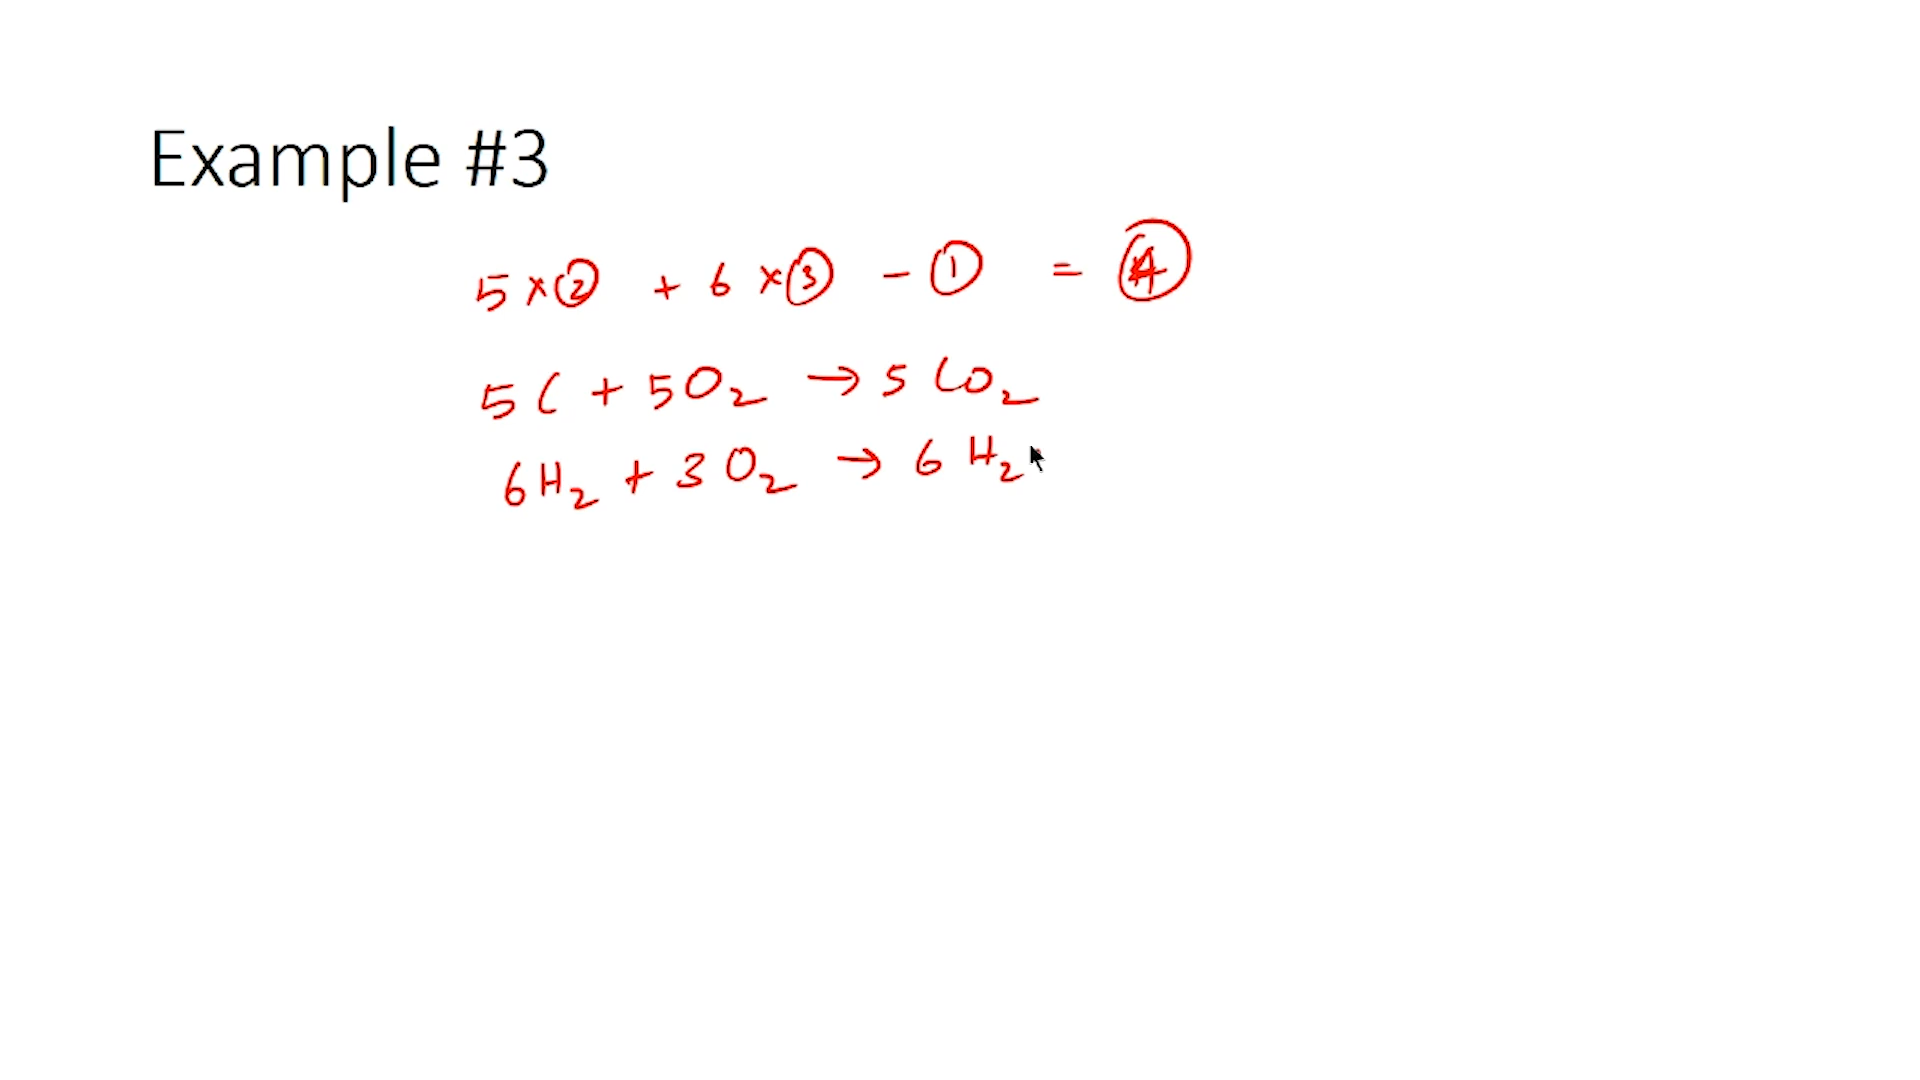 Example #3
5 × ② + 6 × ③ - ① = ④
5C + 5O₂ → 5CO₂
6H₂ + 3O₂ → 6H₂